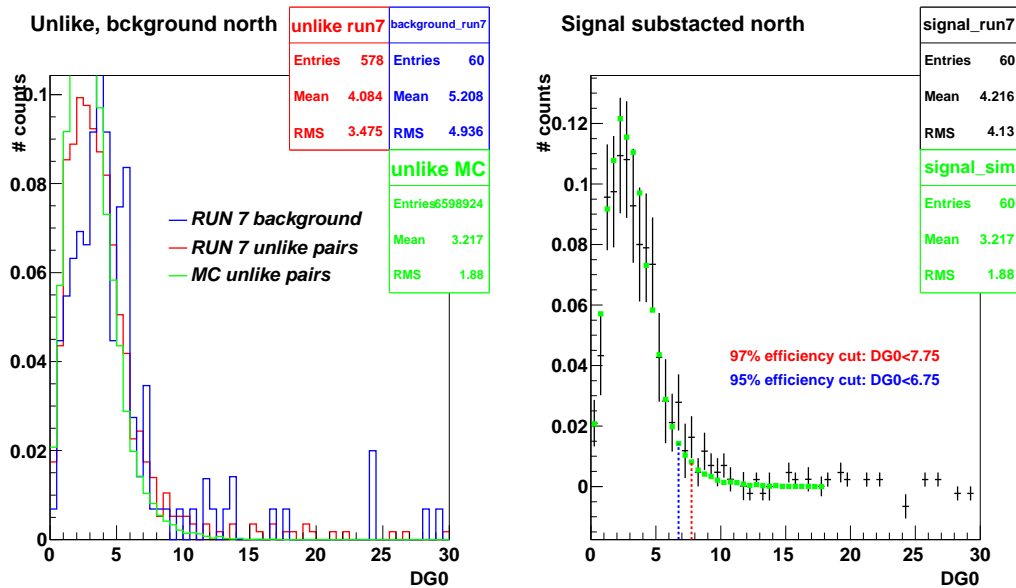 Unlike, bckground north
unlike run7
Entries 578
Mean 4.084
RMS 3.475
background_run7
Entries 60
Mean 5.208
RMS 4.936
unlike MC
Entries 6598924
Mean 3.217
RMS 1.88
# counts
0.1
0.08
0.06
0.04
0.02
0
RUN 7 background
RUN 7 unlike pairs
MC unlike pairs
0 5 10 15 20 25 30
DG0
Signal substacted north
signal_run7
Entries 60
Mean 4.216
RMS 4.13
signal_sim
Entries 60
Mean 3.217
RMS 1.88
# counts
0.12
0.1
0.08
0.06
0.04
0.02
0
97% efficiency cut: DG0<7.75
95% efficiency cut: DG0<6.75
0 5 10 15 20 25 30
DG0